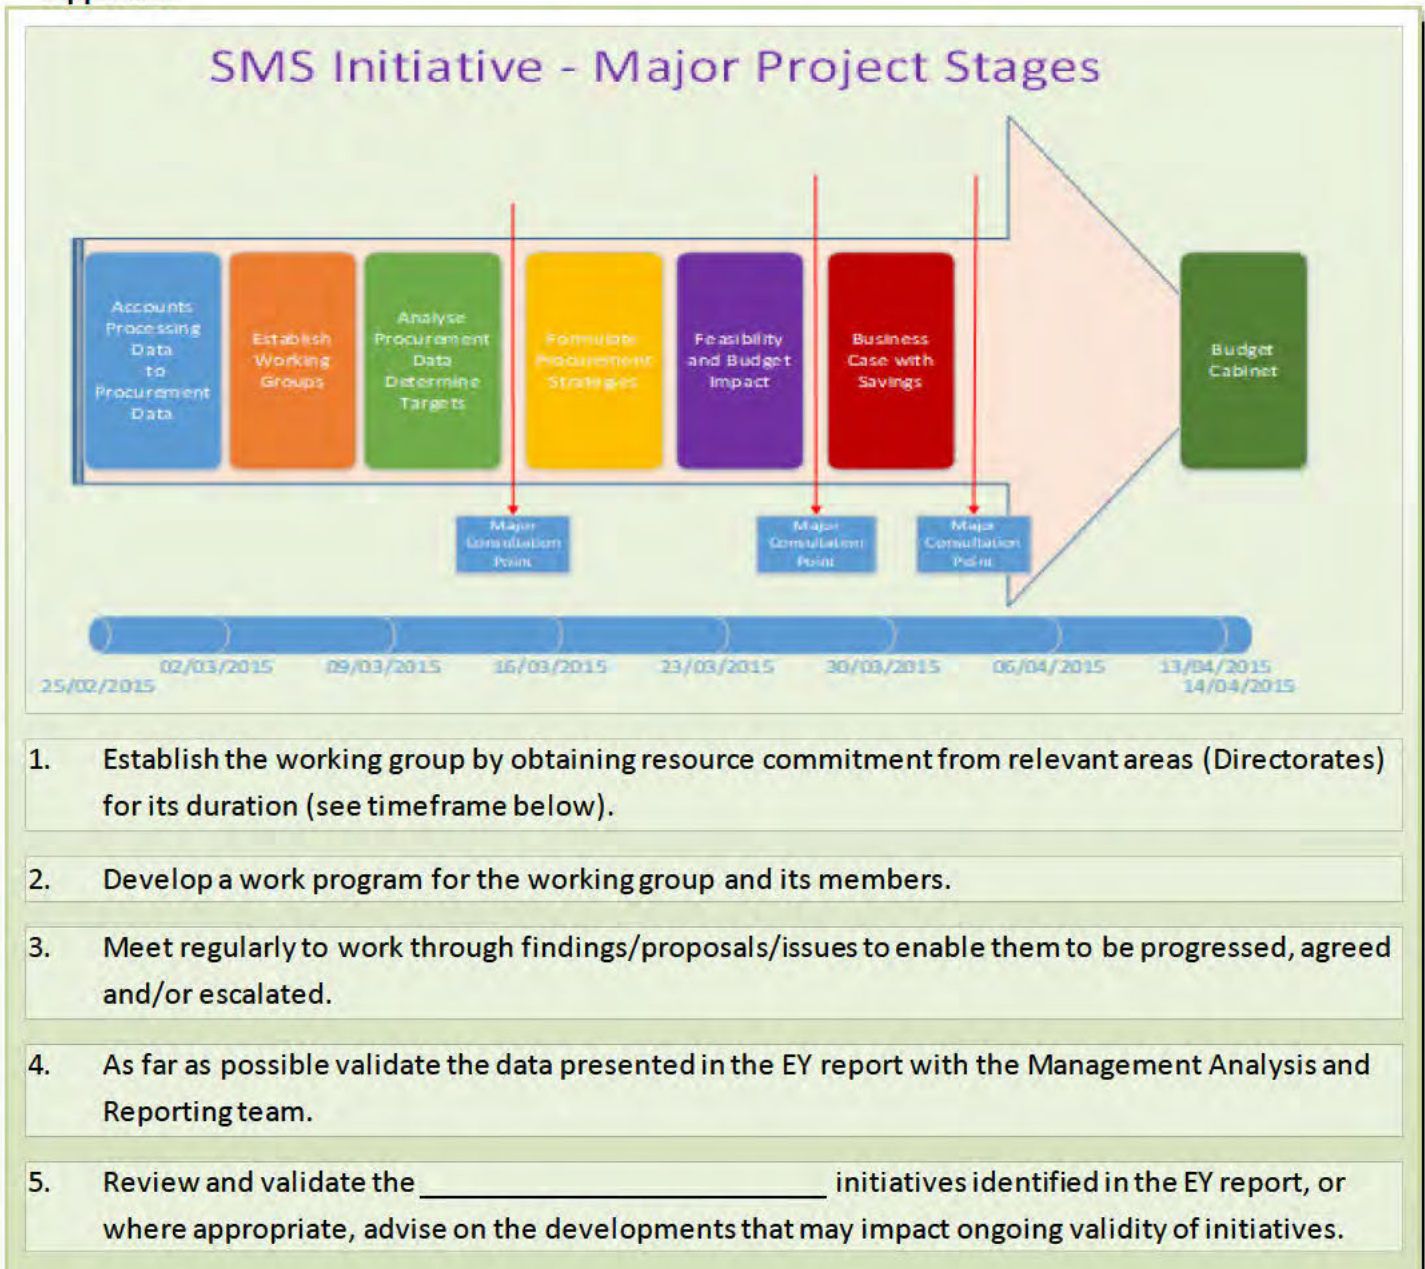 SMS Initiative - Major Project Stages
Accounts
Processing
Data
to
Procurement
Data
Establish
Working
Groups
Analyse
Procurement
Data
Determine
Targets
Formulate
Procurement
Strategies
Feasibility
and Budget
Impact
Business
Case with
Savings
Budget
Cabinet
Major
Consultation
Point
Major
Consultation
Point
Major
Consultation
Point
02/03/2015 09/03/2015 16/03/2015 23/03/2015 30/03/2015 06/04/2015 13/04/2015
25/02/2015 14/04/2015
1. Establish the working group by obtaining resource commitment from relevant areas (Directorates)
for its duration (see timeframe below).
2. Develop a work program for the working group and its members.
3. Meet regularly to work through findings/proposals/issues to enable them to be progressed, agreed
and/or escalated.
4. As far as possible validate the data presented in the EY report with the Management Analysis and
Reporting team.
5. Review and validate the ______________________ initiatives identified in the EY report, or
where appropriate, advise on the developments that may impact ongoing validity of initiatives.